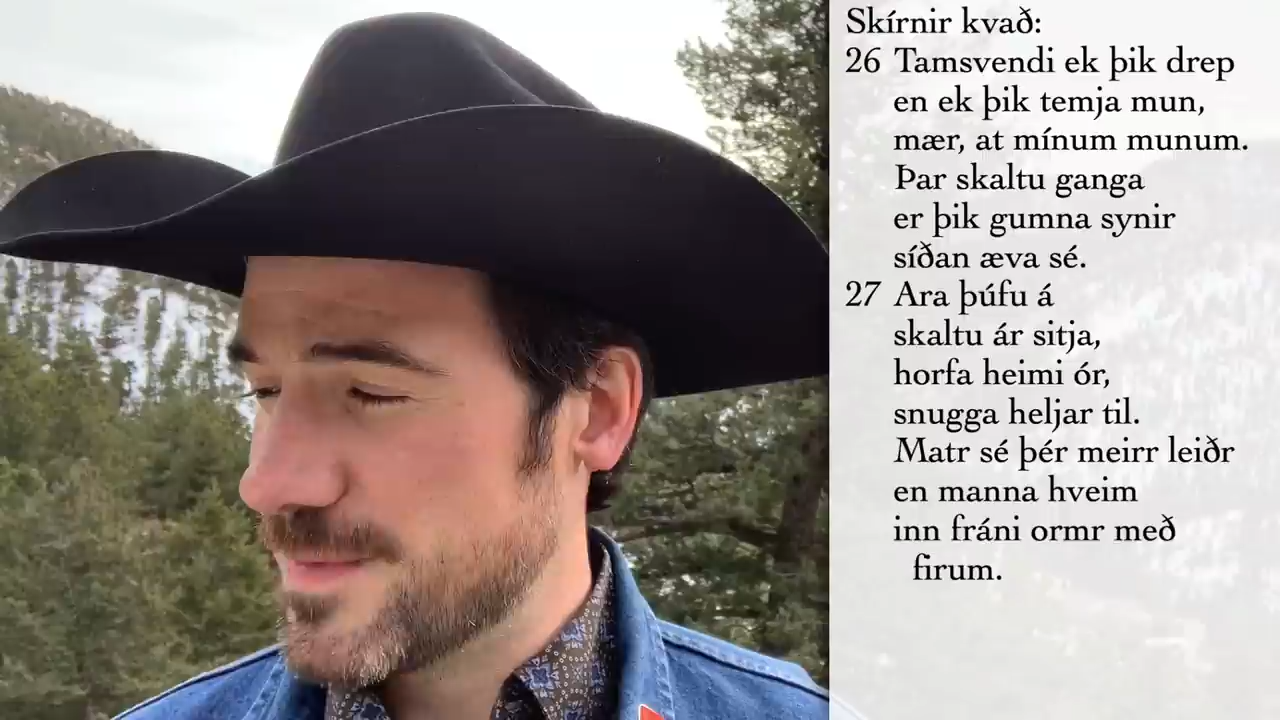 Skírnir kvað:
26 Tamsvendi ek þik drep
en ek þik temja mun,
mær, at mínum munum.
Þar skaltu ganga
er þik gumna synir
síðan æva sé.
27 Ara þúfu á
skaltu ár sitja,
horfa heimi ór,
snugga heljar til.
Matr sé þér meirr leiðr
en manna hveim
inn fráni ormr með
firum.